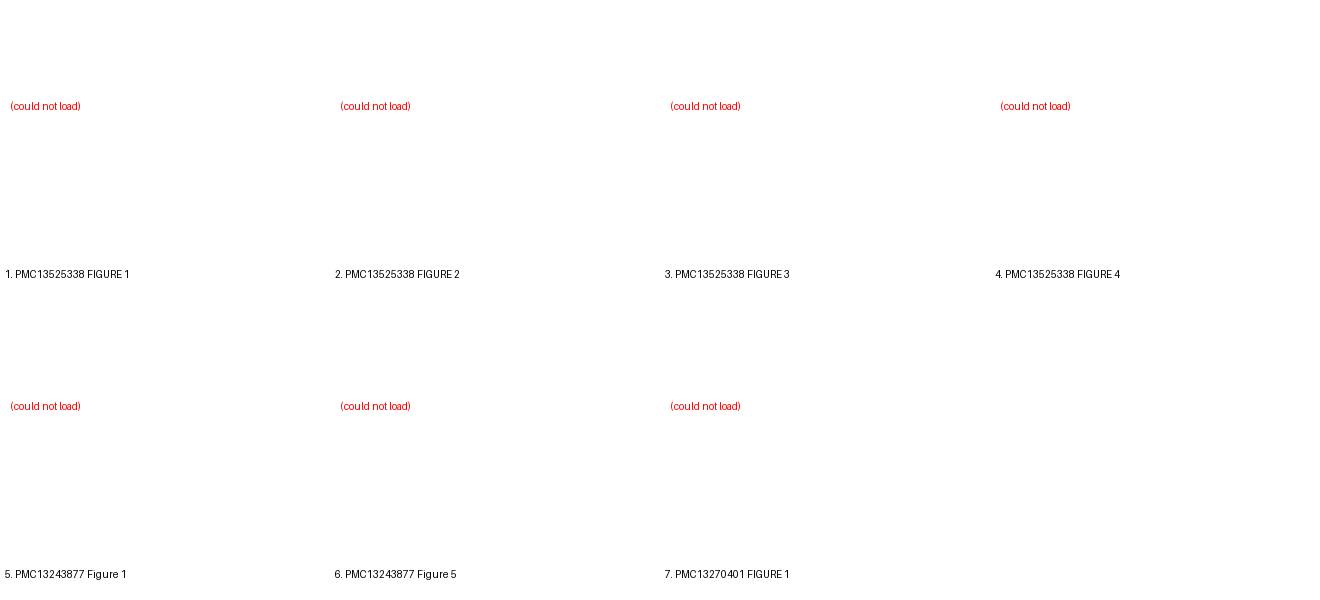 (could not load) (could not load) (could not load) (could not load)
1. PMC13525338 FIGURE 1 2. PMC13525338 FIGURE 2 3. PMC13525338 FIGURE 3 4. PMC13525338 FIGURE 4
(could not load) (could not load) (could not load)
5. PMC13243877 Figure 1 6. PMC13243877 Figure 5 7. PMC13270401 FIGURE 1